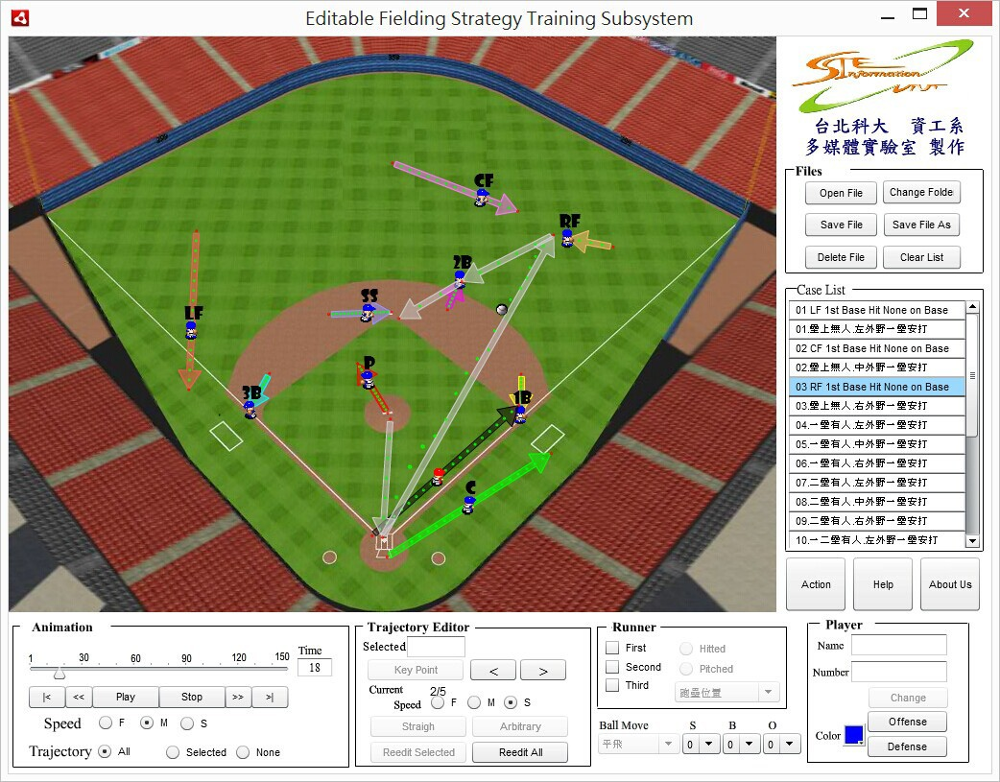 Editable Fielding Strategy Training Subsystem
STE
Information
台北科大 資工系
多媒體實驗室 製作
CF
RF
2B
SS
LF
P
3B
1B
C
Files
Open File
Change Folde
Save File
Save File As
Delete File
Clear List
Case List
01 LF 1st Base Hit None on Base
01.壘上無人.左外野一壘安打
02 CF 1st Base Hit None on Base
02.壘上無人.中外野一壘安打
03 RF 1st Base Hit None on Base
03.壘上無人.右外野一壘安打
04.一壘有人.左外野一壘安打
05.一壘有人.中外野一壘安打
06.一壘有人.右外野一壘安打
07.二壘有人.左外野一壘安打
08.二壘有人.中外野一壘安打
09.二壘有人.右外野一壘安打
10.一二壘有人.左外野一壘安打
Action
Help
About Us
Animation
1 30 60 90 120 150
Time
18
|< << Play Stop >> >|
Speed F M S
Trajectory All Selected None
Trajectory Editor
Selected
Key Point < >
Current Speed 2/5 F M S
Straigh Arbitrary
Reedit Selected Reedit All
Runner
First Hitted
Second Pitched
Third 跑壘位置
Ball Move S B O
平飛 0 0 0
Player
Name
Number
Change
Color Offense
Defense